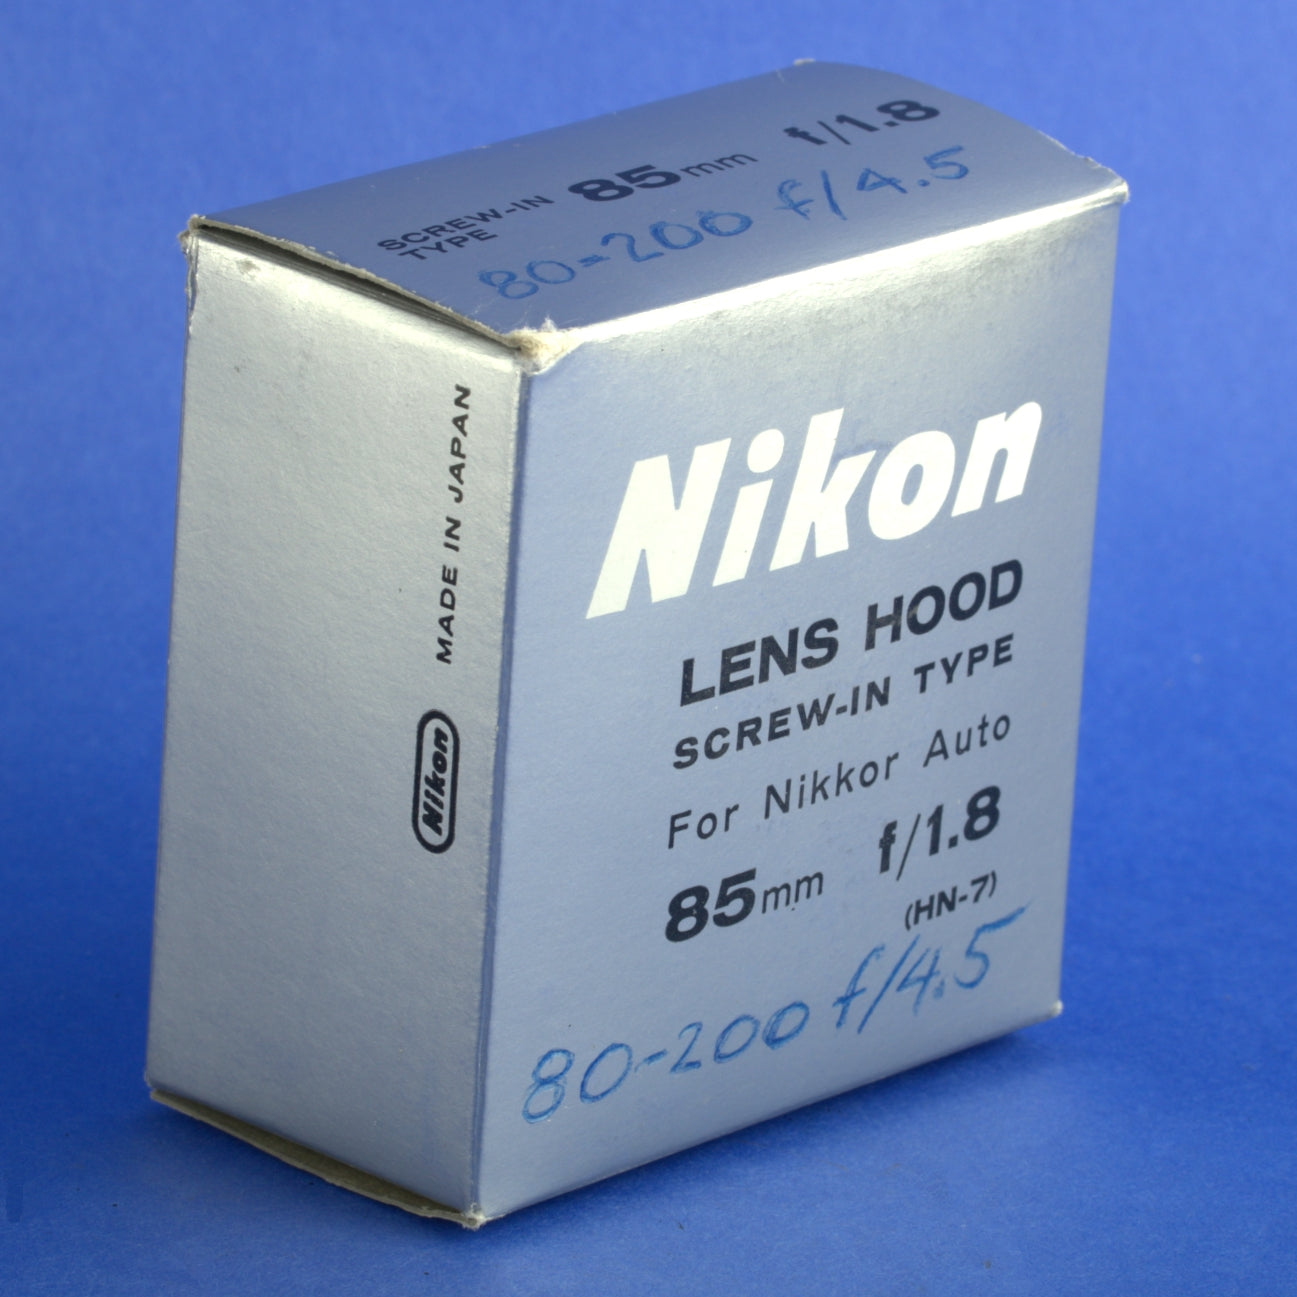 SCREW-IN TYPE 85mm f/1.8
80-200 f/4.5
MADE IN JAPAN
Nikon
Nikon
LENS HOOD
SCREW-IN TYPE
For Nikkor Auto
85mm f/1.8
(HN-7)
80-200 f/4.5